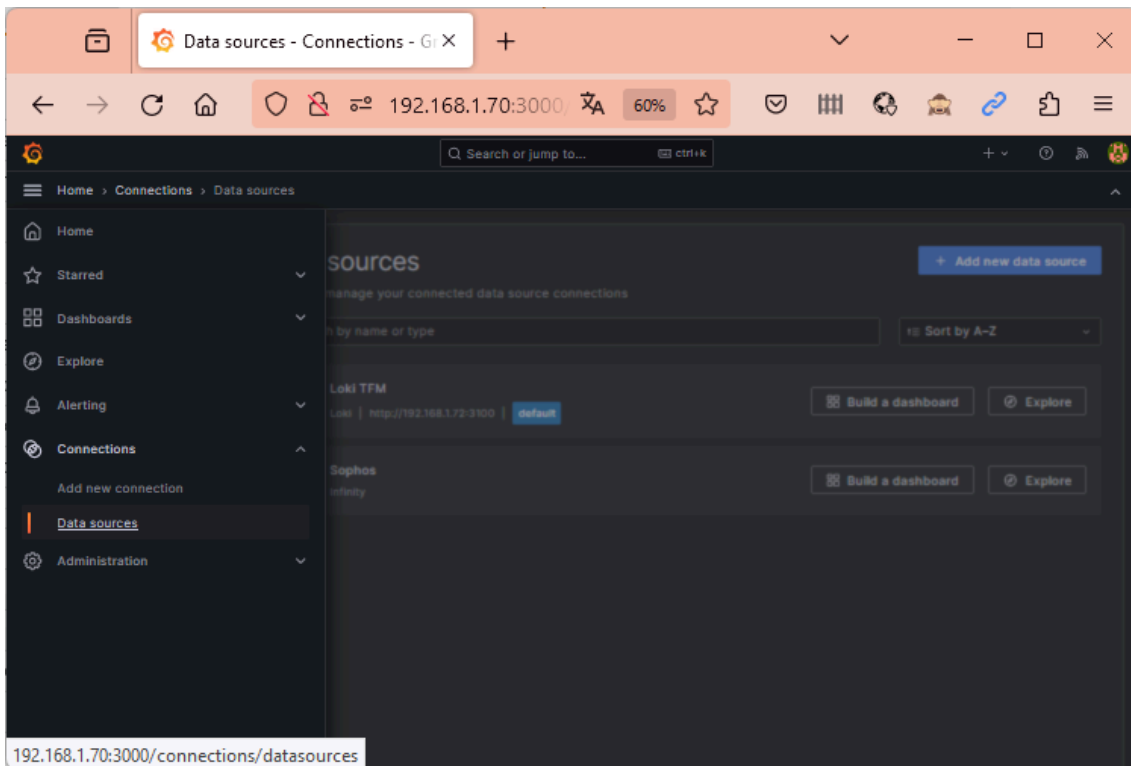 Data sources - Connections - Gr
192.168.1.70:3000/ 60%
Search or jump to... ctrl+k
Home › Connections › Data sources
Home
Starred
Dashboards
Explore
Alerting
Connections
Add new connection
Data sources
Administration
sources
+ Add new data source
manage your connected data source connections
h by name or type
Sort by A–Z
Loki TFM
Loki | http://192.168.1.72:3100 | default
Build a dashboard
Explore
Sophos
Infinity
Build a dashboard
Explore
192.168.1.70:3000/connections/datasources